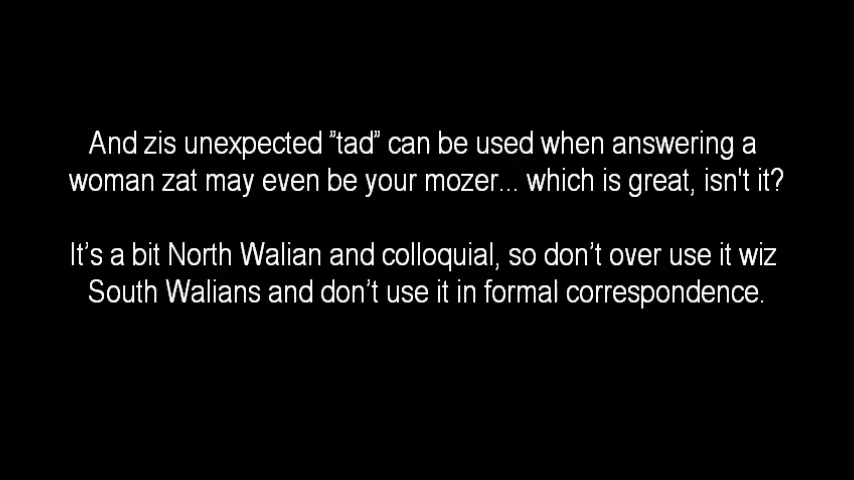 And zis unexpected ”tad” can be used when answering a
woman zat may even be your mozer... which is great, isn't it?
It’s a bit North Walian and colloquial, so don’t over use it wiz
South Walians and don’t use it in formal correspondence.